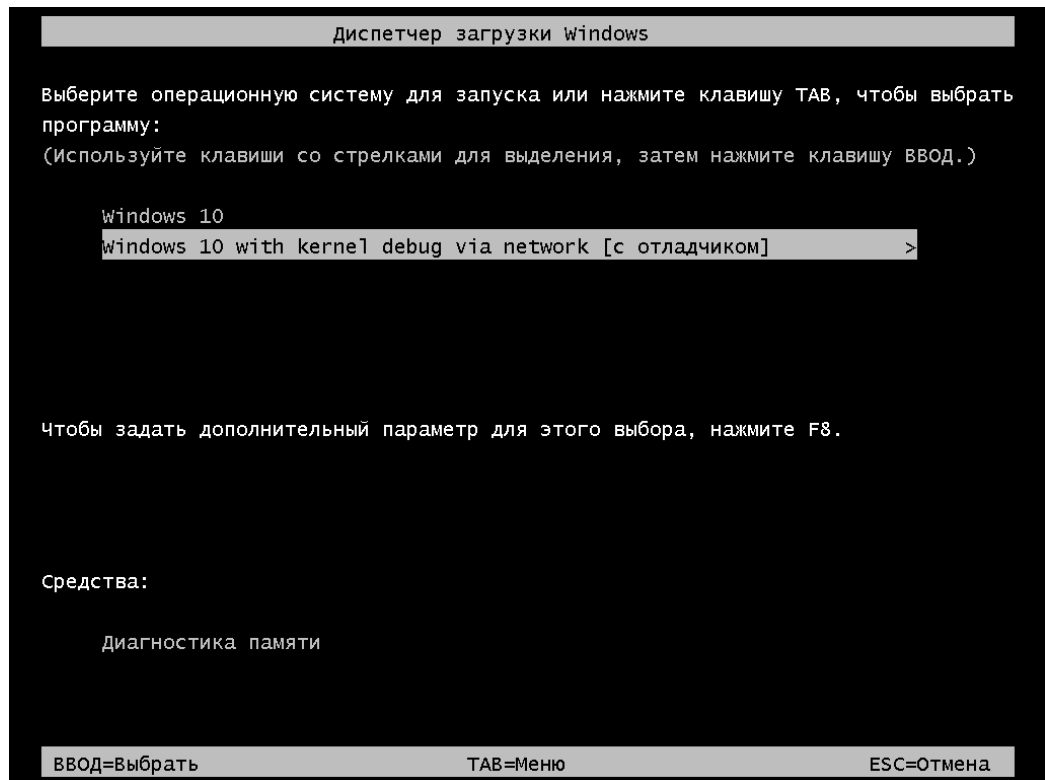 Диспетчер загрузки Windows
Выберите операционную систему для запуска или нажмите клавишу TAB, чтобы выбрать
программу:
(Используйте клавиши со стрелками для выделения, затем нажмите клавишу ВВОД.)
Windows 10
Windows 10 with kernel debug via network [с отладчиком] >
Чтобы задать дополнительный параметр для этого выбора, нажмите F8.
Средства:
Диагностика памяти
ВВОД=Выбрать TAB=Меню ESC=Отмена